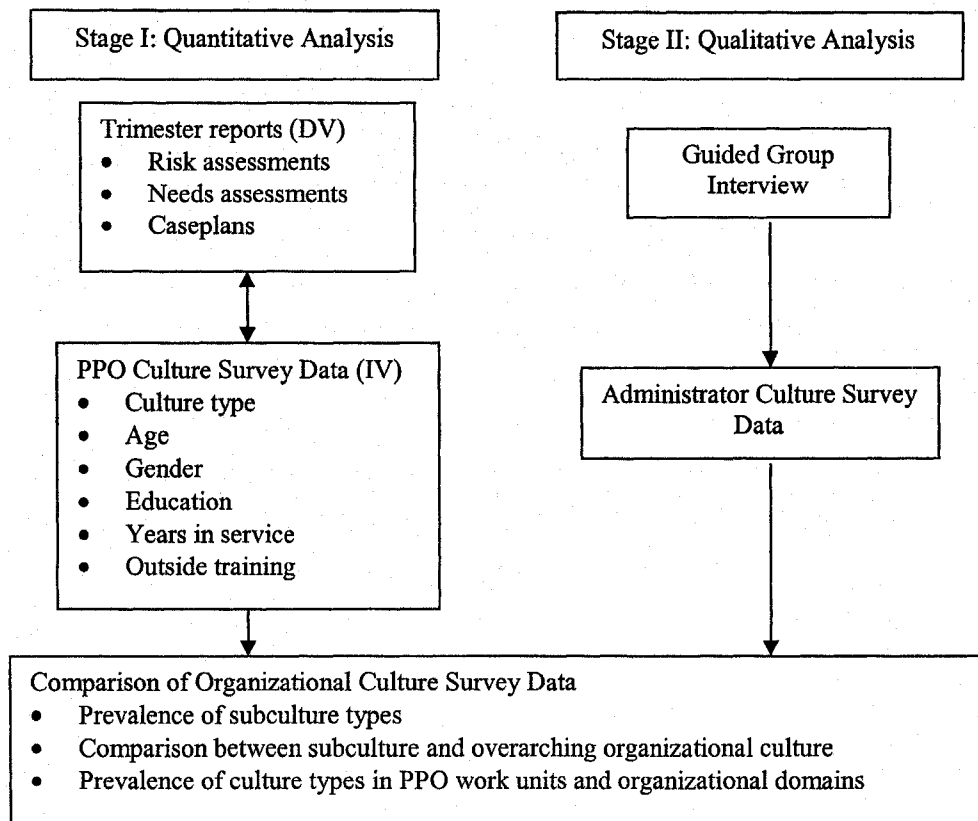 Stage I: Quantitative Analysis
Trimester reports (DV)
• Risk assessments
• Needs assessments
• Caseplans
PPO Culture Survey Data (IV)
• Culture type
• Age
• Gender
• Education
• Years in service
• Outside training
Stage II: Qualitative Analysis
Guided Group
Interview
Administrator Culture Survey
Data
Comparison of Organizational Culture Survey Data
• Prevalence of subculture types
• Comparison between subculture and overarching organizational culture
• Prevalence of culture types in PPO work units and organizational domains